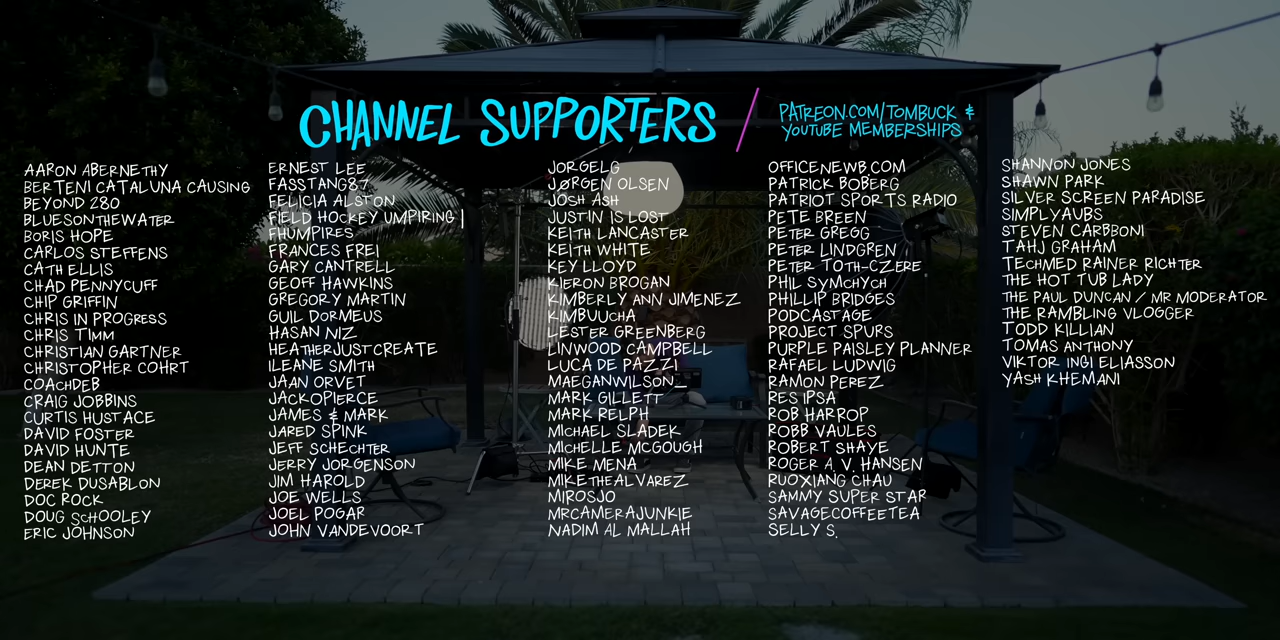 CHANNEL SUPPORTERS / PATREON.COM/TOMBUCK &
YOUTUBE MEMBERSHIPS
AARON ABERNETHY
BERTENI CATALUNA CAUSING
BEYOND 280
BLUESONTHEWATER
BORIS HOPE
CARLOS STEFFENS
CATH ELLIS
CHAD PENNYCUFF
CHIP GRIFFIN
CHRIS IN PROGRESS
CHRIS TIMM
CHRISTIAN GARTNER
CHRISTOPHER COHRT
COACHDEB
CRAIG JOBBINS
CURTIS HUSTACE
DAVID FOSTER
DAVID HUNTE
DEAN DETTON
DEREK DUSABLON
DOC ROCK
DOUG SCHOOLEY
ERIC JOHNSON
ERNEST LEE
FASSTANG87
FELICIA ALSTON
FIELD HOCKEY UMPIRING |
FHUMPIRES
FRANCES FREI
GARY CANTRELL
GEOFF HAWKINS
GREGORY MARTIN
GUIL DORMEUS
HASAN NIZ
HEATHERJUSTCREATE
ILEANE SMITH
JAAN ORVET
JACKOPIERCE
JAMES & MARK
JARED SPINK
JEFF SCHECHTER
JERRY JORGENSON
JIM HAROLD
JOE WELLS
JOEL POGAR
JOHN VANDEVOORT
JORGELG
JØRGEN OLSEN
JOSH ASH
JUSTIN IS LOST
KEITH LANCASTER
KEITH WHITE
KEY LLOYD
KIERON BROGAN
KIMBERLY ANN JIMENEZ
KIMBUUCHA
LESTER GREENBERG
LINWOOD CAMPBELL
LUCA DE PAZZI
MAEGANWILSON_
MARK GILLETT
MARK RELPH
MICHAEL SLADEK
MICHELLE MCGOUGH
MIKE MENA
MIKETHEALVAREZ
MIROSJO
MRCAMERAJUNKIE
NADIM AL MALLAH
OFFICENEWB.COM
PATRICK BOBERG
PATRIOT SPORTS RADIO
PETE BREEN
PETER GREGG
PETER LINDGREN
PETER TOTH-CZERE
PHIL SYMCHYCH
PHILLIP BRIDGES
PODCASTAGE
PROJECT SPURS
PURPLE PAISLEY PLANNER
RAFAEL LUDWIG
RAMON PEREZ
RES IPSA
ROB HARROP
ROBB VAULES
ROBERT SHAYE
ROGER A. V. HANSEN
RUOXIANG CHAU
SAMMY SUPER STAR
SAVAGECOFFEETEA
SELLY S.
SHANNON JONES
SHAWN PARK
SILVER SCREEN PARADISE
SIMPLYAUBS
STEVEN CARBBONI
TAHJ GRAHAM
TECHMED RAINER RICHTER
THE HOT TUB LADY
THE PAUL DUNCAN / MR MODERATOR
THE RAMBLING VLOGGER
TODD KILLIAN
TOMAS ANTHONY
VIKTOR INGI ELIASSON
YASH KHEMANI